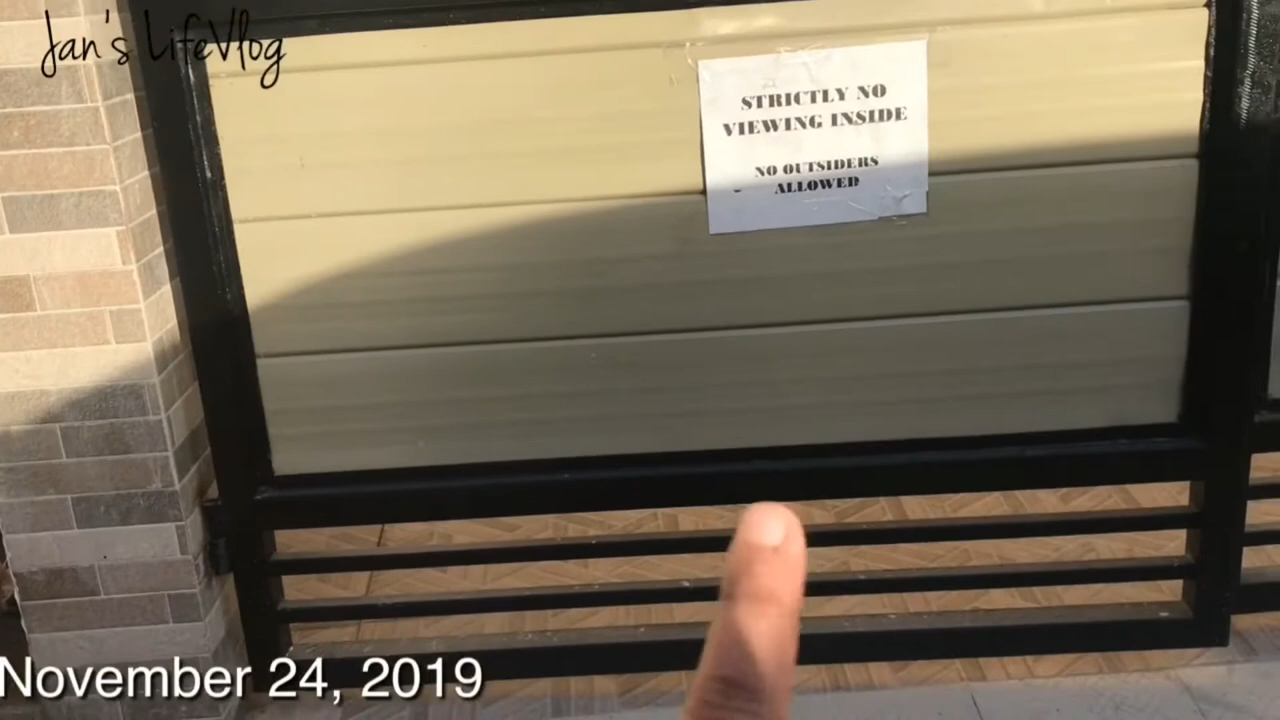 Jan's LifeVlog
STRICTLY NO
VIEWING INSIDE
NO OUTSIDERS
ALLOWED
November 24, 2019